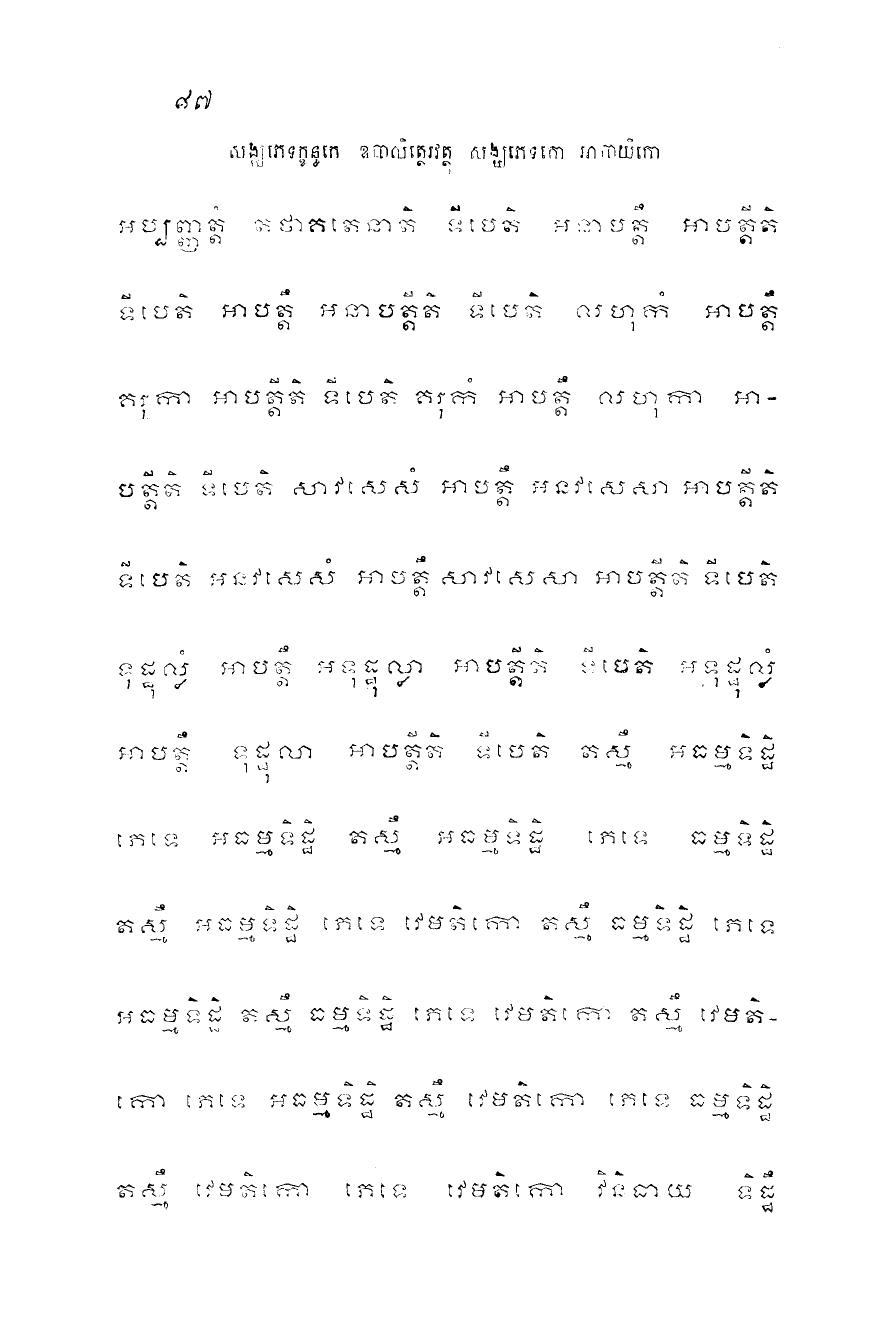 ៨៧
សង្ឃភេទក្ខន្ធកេ ឧបាលិត្ថេរវត្ថុ សង្ឃភេទកោ អាបាយិកោ
អប្បញ្ញត្តំ តថាគតេនាតិ ទីបេតិ អនាបត្តឹ អាបត្តីតិ
ទីបេតិ អាបត្តឹ អនាបត្តីតិ ទីបេតិ លហុកំ អាបត្តឹ
គរុកា អាបត្តីតិ ទីបេតិ គរុកំ អាបត្តឹ លហុកា អា-
បត្តីតិ ទីបេតិ សាវសេសំ អាបត្តឹ អនវសេសា អាបត្តីតិ
ទីបេតិ អនវសេសំ អាបត្តឹ សាវសេសា អាបត្តីតិ ទីបេតិ
ទុដ្ឋុល្លំ អាបត្តឹ អទុដ្ឋុល្លា អាបត្តីតិ ទីបេតិ អទុដ្ឋុល្លំ
អាបត្តឹ ទុដ្ឋុលា អាបត្តីតិ ទីបេតិ តស្មឹ អធម្មទិដ្ឋិ
ភេទេ អធម្មទិដ្ឋិ តស្មឹ អធម្មទិដ្ឋិ ភេទេ ធម្មទិដ្ឋិ
តស្មឹ អធម្មទិដ្ឋិ ភេទេ វេមតិកោ តស្មឹ ធម្មទិដ្ឋិ ភេទេ
អធម្មទិដ្ឋិ តស្មឹ ធម្មទិដ្ឋិ ភេទេ វេមតិកោ តស្មឹ វេមតិ-
កោ ភេទេ អធម្មទិដ្ឋិ តស្មឹ វេមតិកោ ភេទេ ធម្មទិដ្ឋិ
តស្មឹ វេមតិកោ ភេទេ វេមតិកោ វិនិធាយ ទិដ្ឋឹ